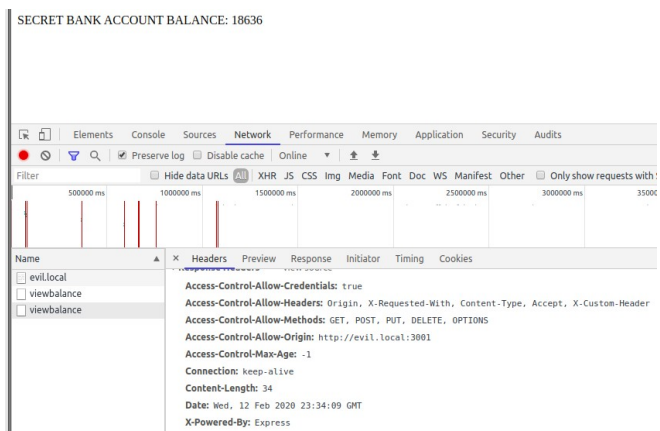 SECRET BANK ACCOUNT BALANCE: 18636
Elements Console Sources Network Performance Memory Application Security Audits
Preserve log Disable cache Online
Filter Hide data URLs All XHR JS CSS Img Media Font Doc WS Manifest Other Only show requests with
500000 ms 1000000 ms 1500000 ms 2000000 ms 2500000 ms 3000000 ms 35000
Name × Headers Preview Response Initiator Timing Cookies
Response Headers view source
evil.local
viewbalance
viewbalance
Access-Control-Allow-Credentials: true
Access-Control-Allow-Headers: Origin, X-Requested-With, Content-Type, Accept, X-Custom-Header
Access-Control-Allow-Methods: GET, POST, PUT, DELETE, OPTIONS
Access-Control-Allow-Origin: http://evil.local:3001
Access-Control-Max-Age: -1
Connection: keep-alive
Content-Length: 34
Date: Wed, 12 Feb 2020 23:34:09 GMT
X-Powered-By: Express